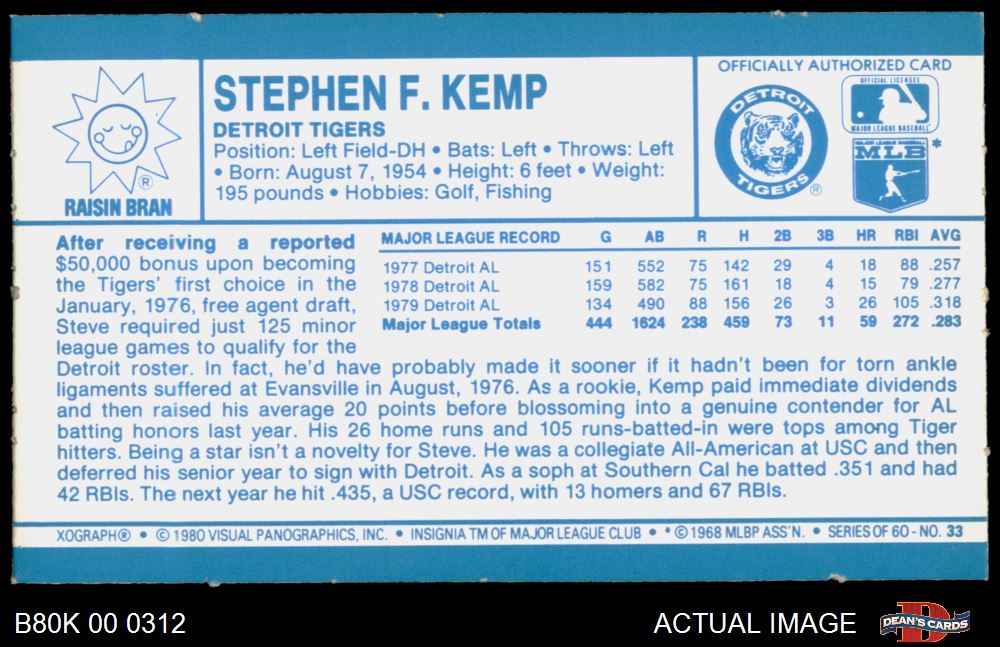 STEPHEN F. KEMP
DETROIT TIGERS
Position: Left Field-DH • Bats: Left • Throws: Left
• Born: August 7, 1954 • Height: 6 feet • Weight:
195 pounds • Hobbies: Golf, Fishing
®
RAISIN BRAN
OFFICIALLY AUTHORIZED CARD
DETROIT
TIGERS
®
OFFICIAL LICENSEE
MAJOR LEAGUE BASEBALL
MAJOR LEAGUE BASEBALL
MLB *
After receiving a reported
$50,000 bonus upon becoming
the Tigers' first choice in the
January, 1976, free agent draft,
Steve required just 125 minor
league games to qualify for the
MAJOR LEAGUE RECORD G AB R H 2B 3B HR RBI AVG
1977 Detroit AL 151 552 75 142 29 4 18 88 .257
1978 Detroit AL 159 582 75 161 18 4 15 79 .277
1979 Detroit AL 134 490 88 156 26 3 26 105 .318
Major League Totals 444 1624 238 459 73 11 59 272 .283
Detroit roster. In fact, he'd have probably made it sooner if it hadn't been for torn ankle
ligaments suffered at Evansville in August, 1976. As a rookie, Kemp paid immediate dividends
and then raised his average 20 points before blossoming into a genuine contender for AL
batting honors last year. His 26 home runs and 105 runs-batted-in were tops among Tiger
hitters. Being a star isn't a novelty for Steve. He was a collegiate All-American at USC and then
deferred his senior year to sign with Detroit. As a soph at Southern Cal he batted .351 and had
42 RBIs. The next year he hit .435, a USC record, with 13 homers and 67 RBIs.
XOGRAPH® • © 1980 VISUAL PANOGRAPHICS, INC. • INSIGNIA TM OF MAJOR LEAGUE CLUB • * © 1968 MLBP ASS'N. • SERIES OF 60 - NO. 33
B80K 00 0312
ACTUAL IMAGE
D
DEAN'S CARDS